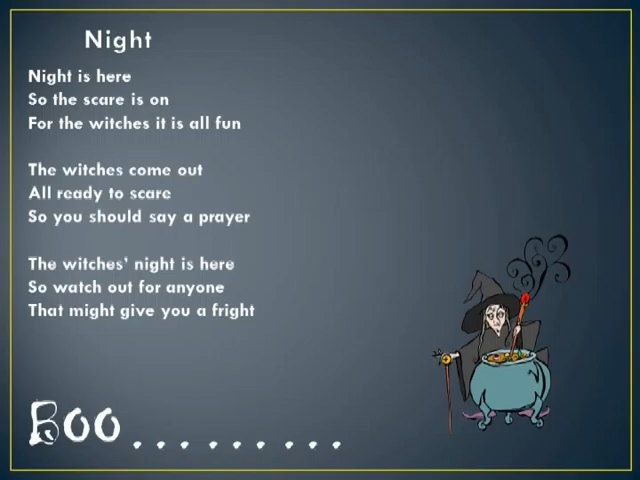 Night
Night is here
So the scare is on
For the witches it is all fun
The witches come out
All ready to scare
So you should say a prayer
The witches' night is here
So watch out for anyone
That might give you a fright
Boo.........